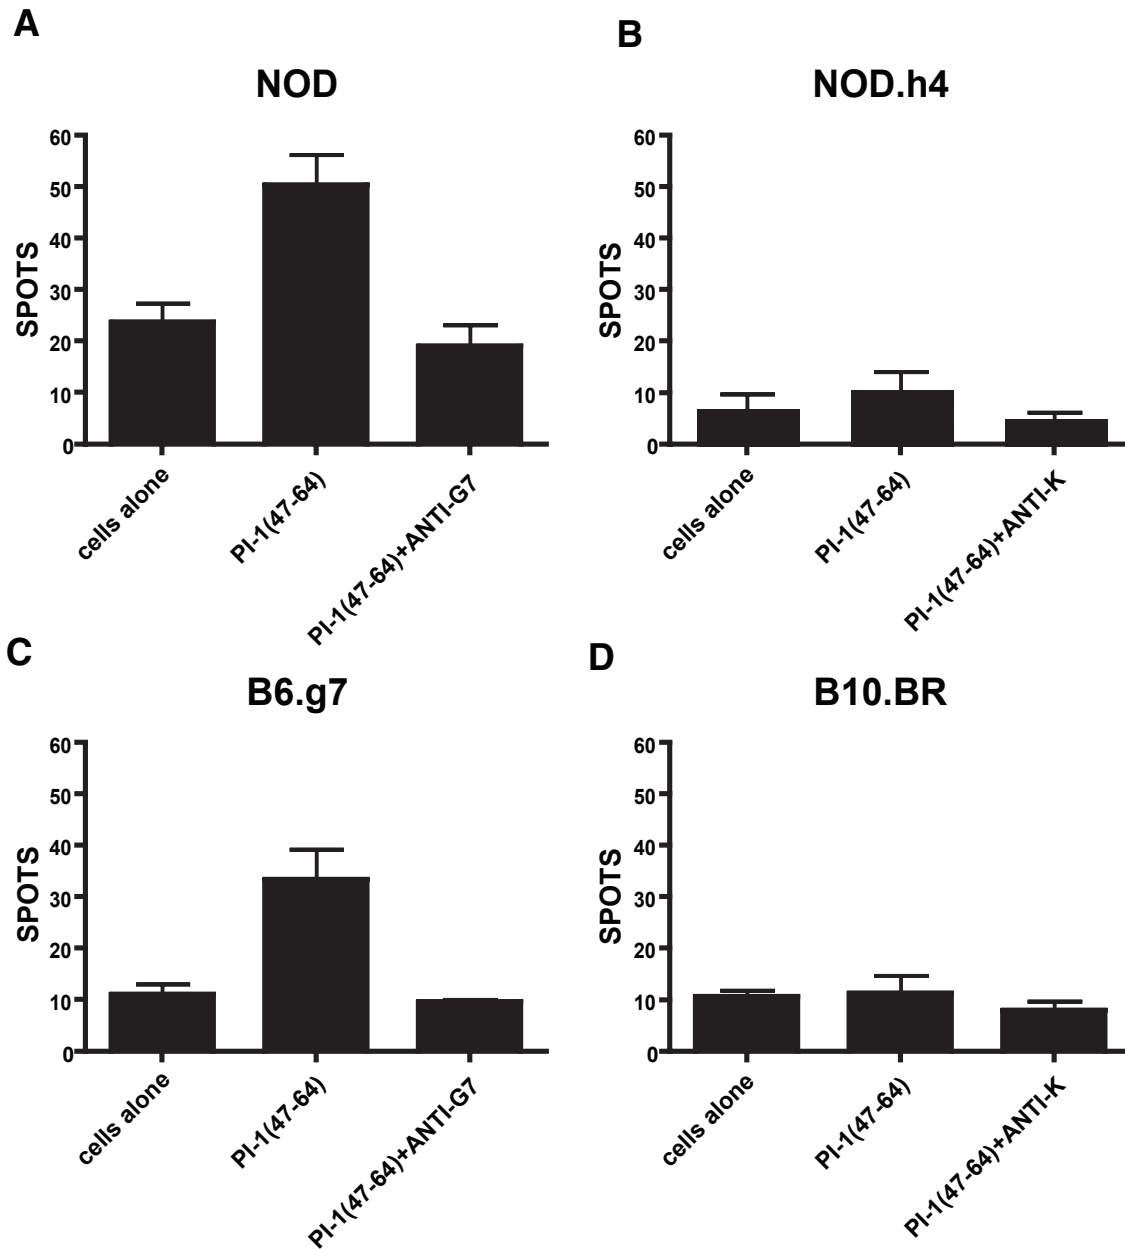 A
NOD
60
50
40
30
20
10
0
SPOTS
cells alone
PI-1(47-64)
PI-1(47-64)+ANTI-G7
B
NOD.h4
60
50
40
30
20
10
0
SPOTS
cells alone
PI-1(47-64)
PI-1(47-64)+ANTI-K
C
B6.g7
60
50
40
30
20
10
0
SPOTS
cells alone
PI-1(47-64)
PI-1(47-64)+ANTI-G7
D
B10.BR
60
50
40
30
20
10
0
SPOTS
cells alone
PI-1(47-64)
PI-1(47-64)+ANTI-K